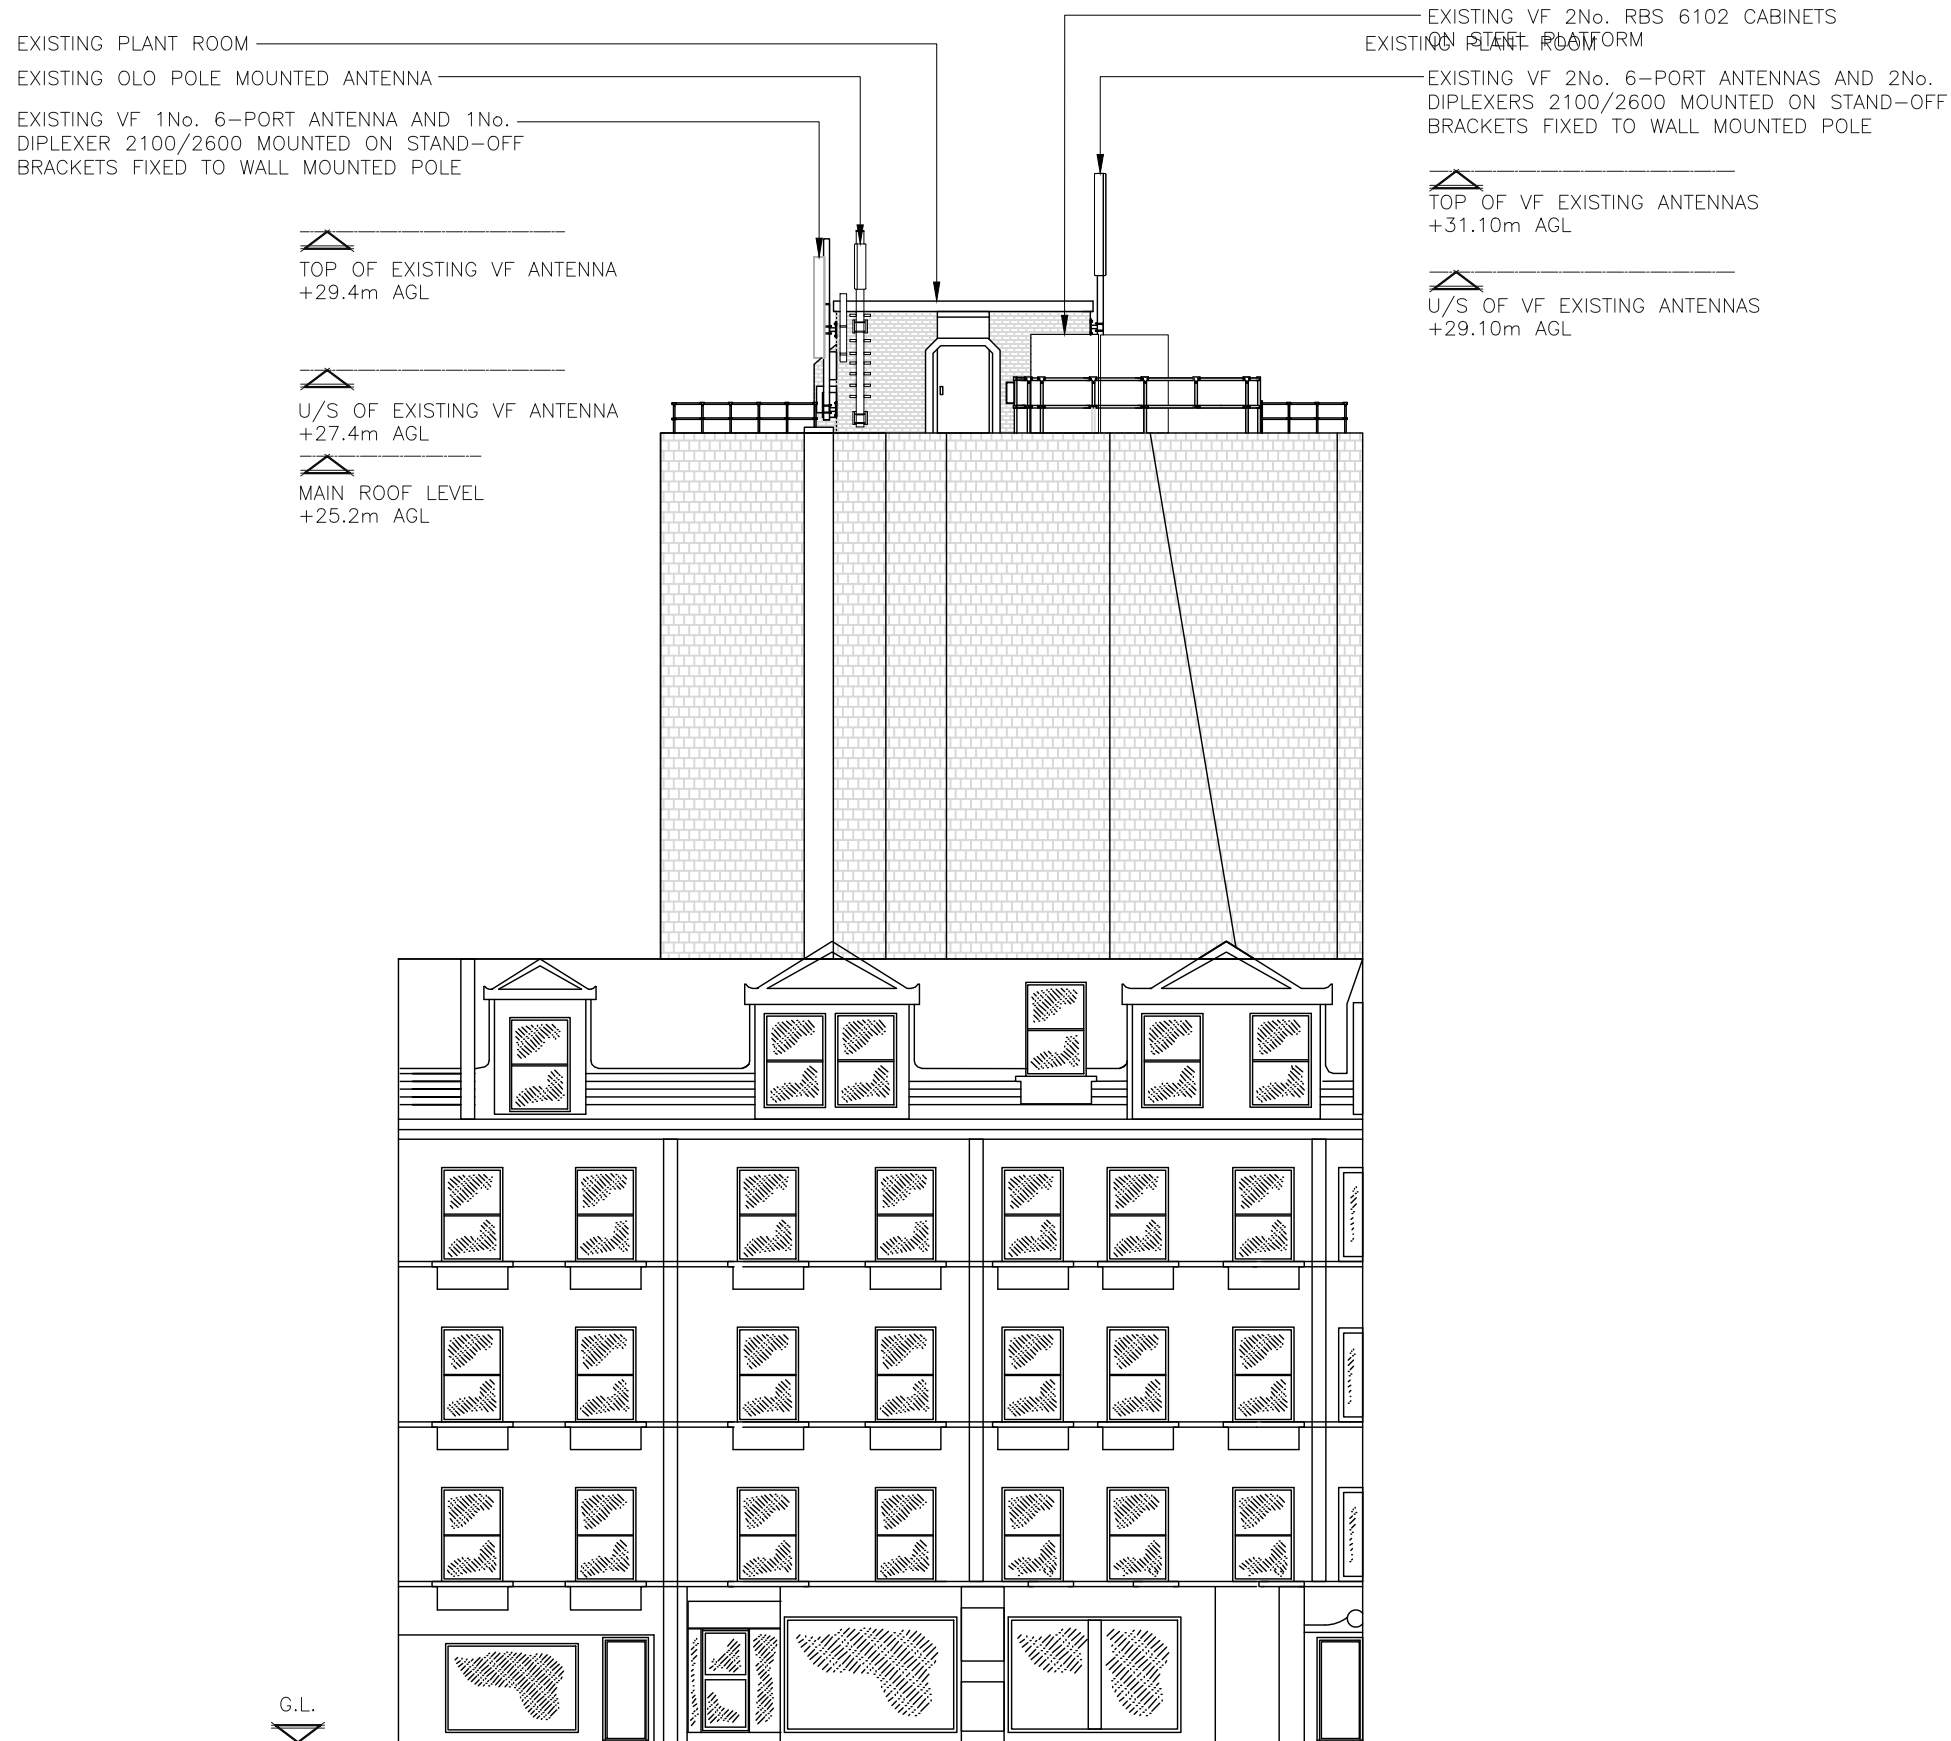 EXISTING PLANT ROOM
EXISTING OLO POLE MOUNTED ANTENNA
EXISTING VF 1No. 6-PORT ANTENNA AND 1No.
DIPLEXER 2100/2600 MOUNTED ON STAND-OFF
BRACKETS FIXED TO WALL MOUNTED POLE
TOP OF EXISTING VF ANTENNA
+29.4m AGL
U/S OF EXISTING VF ANTENNA
+27.4m AGL
MAIN ROOF LEVEL
+25.2m AGL
EXISTING VF 2No. RBS 6102 CABINETS
ON STEEL PLATFORM
EXISTING PLANT ROOM
EXISTING VF 2No. 6-PORT ANTENNAS AND 2No.
DIPLEXERS 2100/2600 MOUNTED ON STAND-OFF
BRACKETS FIXED TO WALL MOUNTED POLE
TOP OF VF EXISTING ANTENNAS
+31.10m AGL
U/S OF VF EXISTING ANTENNAS
+29.10m AGL
G.L.